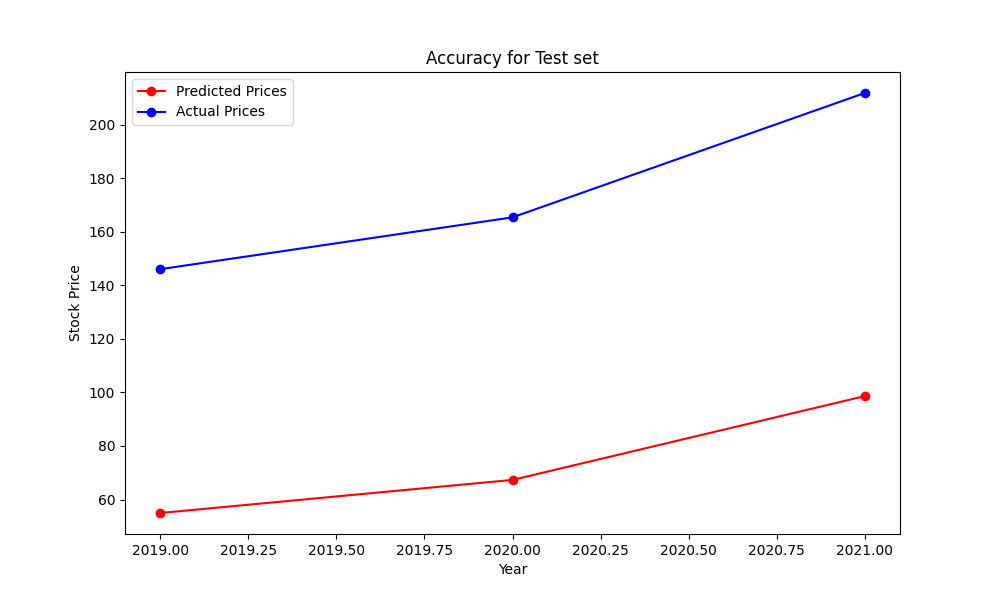 Accuracy for Test set
Predicted Prices
Actual Prices
Stock Price
200
180
160
140
120
100
80
60
2019.00 2019.25 2019.50 2019.75 2020.00 2020.25 2020.50 2020.75 2021.00
Year